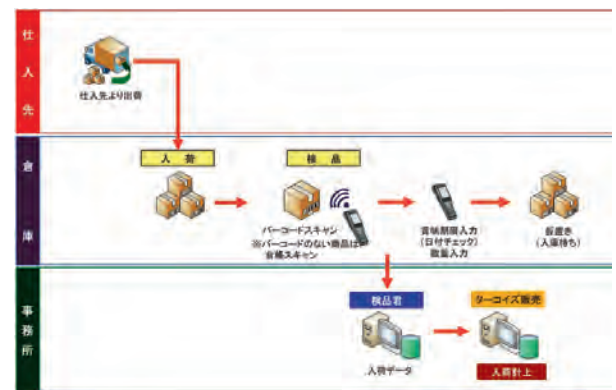 仕入先
仕入先より出荷
倉庫
入荷
検品
バーコードスキャン
※バーコードのない商品は
台帳スキャン
賞味期限入力
(日付チェック)
数量入力
仮置き
(入庫待ち)
事務所
検品君
入荷データ
ターコイズ販売
入荷計上